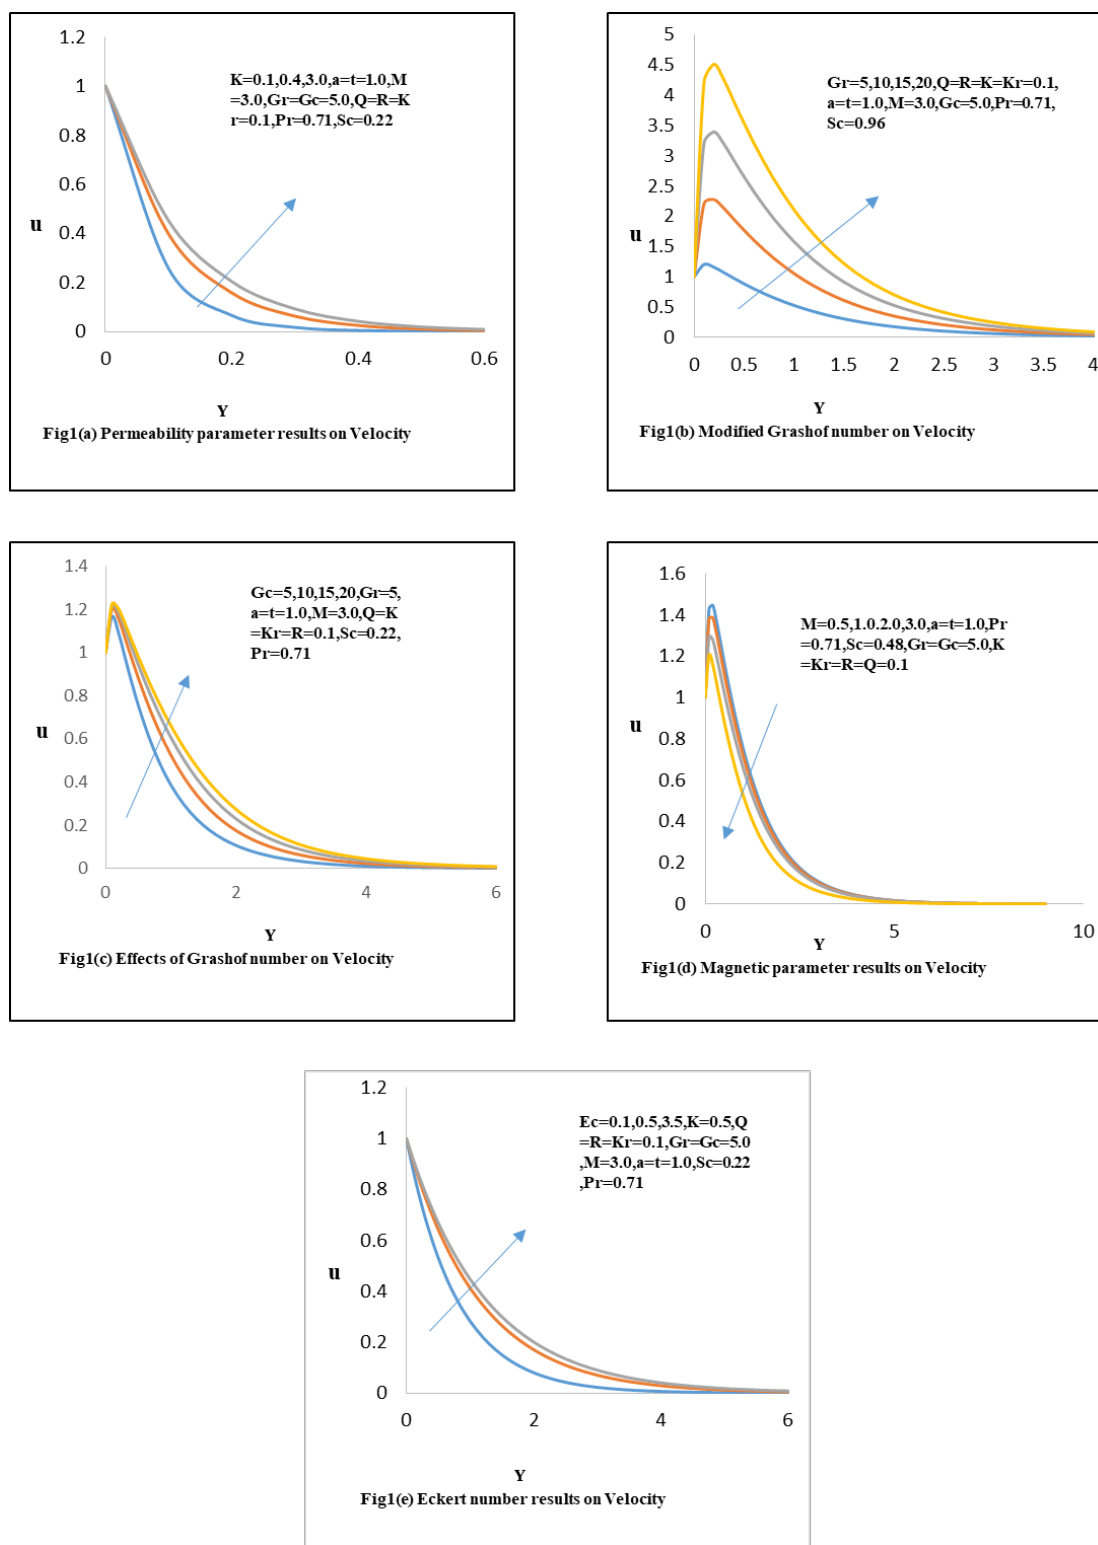 1.2
1
0.8
0.6
0.4
0.2
0
0
0.2
0.4
0.6
u
K=0.1,0.4,3.0,a=t=1.0,M
=3.0,Gr=Gc=5.0,Q=R=K
r=0.1,Pr=0.71,Sc=0.22
Y
Fig1(a) Permeability parameter results on Velocity
5
4.5
4
3.5
3
2.5
2
1.5
1
0.5
0
0
0.5
1
1.5
2
2.5
3
3.5
4
u
Gr=5,10,15,20,Q=R=K=Kr=0.1,
a=t=1.0,M=3.0,Gc=5.0,Pr=0.71,
Sc=0.96
Y
Fig1(b) Modified Grashof number on Velocity
1.4
1.2
1
0.8
0.6
0.4
0.2
0
0
2
4
6
u
Gc=5,10,15,20,Gr=5,
a=t=1.0,M=3.0,Q=K
=Kr=R=0.1,Sc=0.22,
Pr=0.71
Y
Fig1(c) Effects of Grashof number on Velocity
1.6
1.4
1.2
1
0.8
0.6
0.4
0.2
0
0
5
10
u
M=0.5,1.0.2.0,3.0,a=t=1.0,Pr
=0.71,Sc=0.48,Gr=Gc=5.0,K
=Kr=R=Q=0.1
Y
Fig1(d) Magnetic parameter results on Velocity
1.2
1
0.8
0.6
0.4
0.2
0
0
2
4
6
u
Ec=0.1,0.5,3.5,K=0.5,Q
=R=Kr=0.1,Gr=Gc=5.0
,M=3.0,a=t=1.0,Sc=0.22
,Pr=0.71
Y
Fig1(e) Eckert number results on Velocity